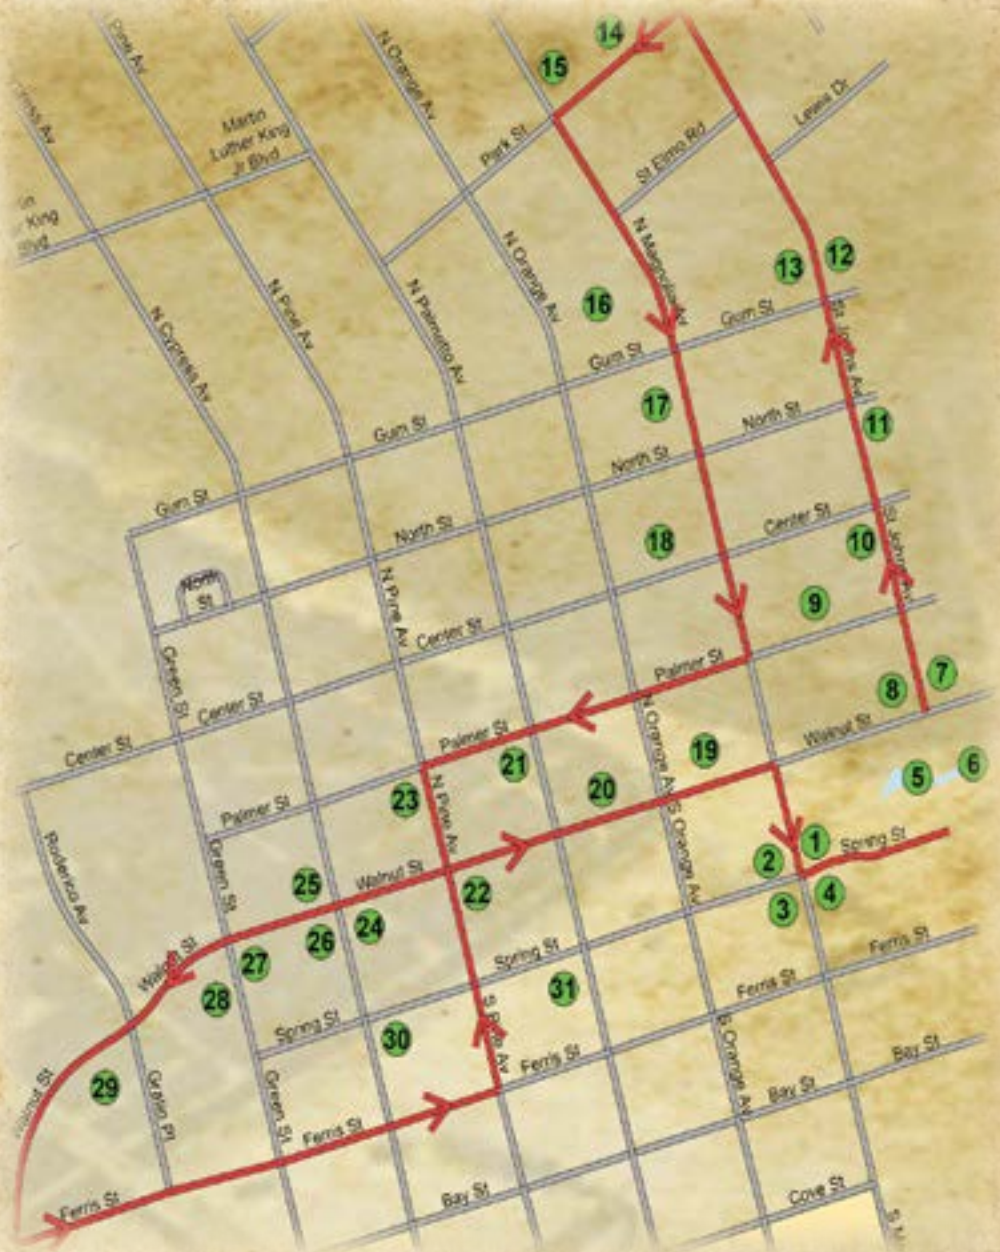 Pine Av
N Orange Av
14
15
Martin
Luther King
Jr Blvd
Park St
St Elmo Rd
Lewis Dr
King
Blvd
N Cypress Av
N Pine Av
N Palmetto Av
N Orange Av
N Magnolia Av
16
13
12
Gum St
Gum St
St Johns Av
17
Gum St
North St
North St
11
Gum St
North St
18
Center St
10
St Johns Av
North
St
N Pine Av
Center St
9
Green St
Center St
Palmer St
8
7
Center St
Palmer St
N Orange Av
19
Walnut St
21
20
5
6
23
N Pine Av
Palmer St
S Orange Av
Roderigo Av
Green St
25
Walnut St
22
2
1
Spring St
3
4
24
26
27
Walnut St
28
Spring St
31
Ferris St
Ferris St
Spring St
30
S Pine Av
Ferris St
S Orange Av
Bay St
Bay St
29
Walnut St
Gratin Pl
Green St
Ferris St
Ferris St
Bay St
Cove St